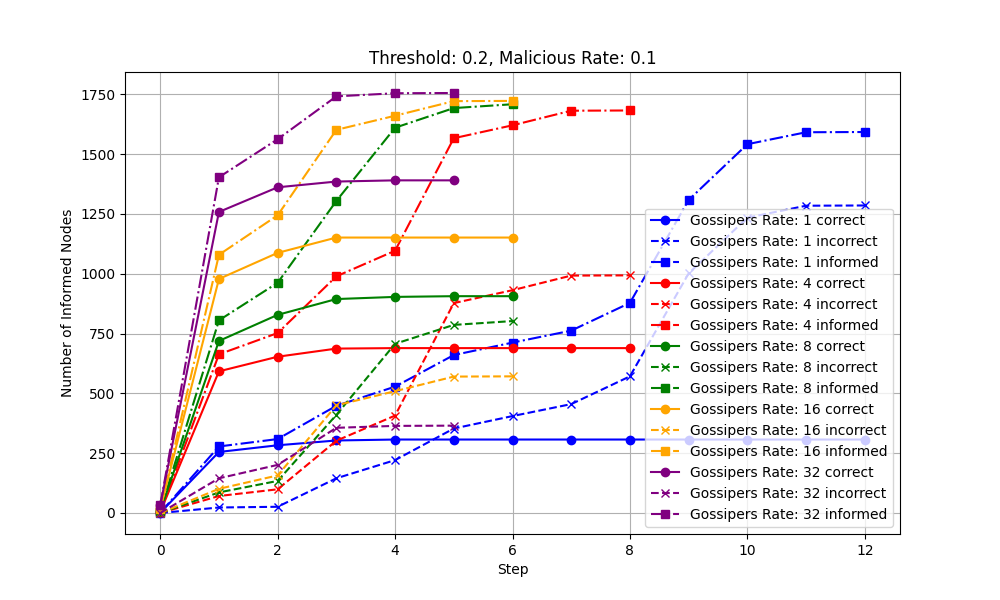 Threshold: 0.2, Malicious Rate: 0.1
Number of Informed Nodes
1750
1500
1250
1000
750
500
250
0
Gossipers Rate: 1 correct
Gossipers Rate: 1 incorrect
Gossipers Rate: 1 informed
Gossipers Rate: 4 correct
Gossipers Rate: 4 incorrect
Gossipers Rate: 4 informed
Gossipers Rate: 8 correct
Gossipers Rate: 8 incorrect
Gossipers Rate: 8 informed
Gossipers Rate: 16 correct
Gossipers Rate: 16 incorrect
Gossipers Rate: 16 informed
Gossipers Rate: 32 correct
Gossipers Rate: 32 incorrect
Gossipers Rate: 32 informed
0 2 4 6 8 10 12
Step